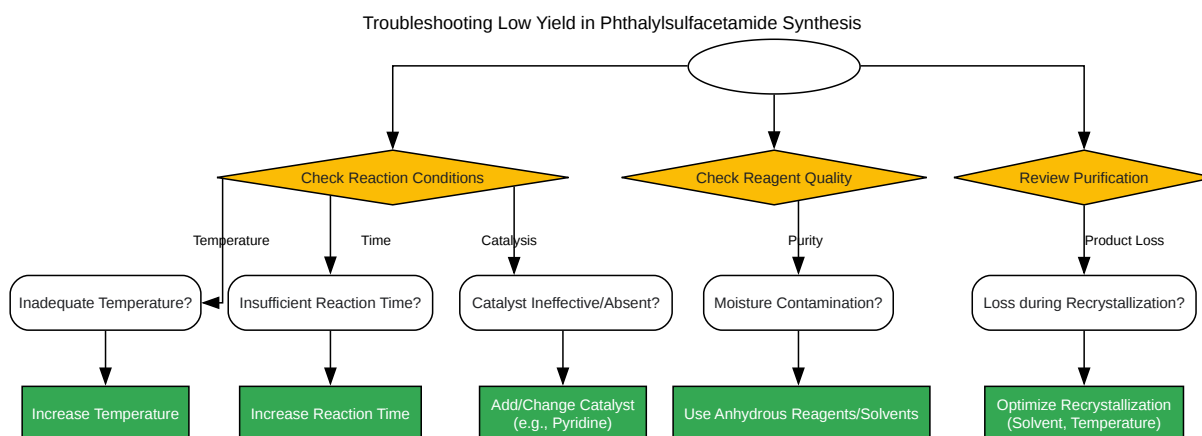 Troubleshooting Low Yield in Phthalylsulfacetamide Synthesis
Check Reaction Conditions
Check Reagent Quality
Review Purification
Temperature
Time
Catalysis
Purity
Product Loss
Inadequate Temperature?
Insufficient Reaction Time?
Catalyst Ineffective/Absent?
Moisture Contamination?
Loss during Recrystallization?
Increase Temperature
Increase Reaction Time
Add/Change Catalyst
(e.g., Pyridine)
Use Anhydrous Reagents/Solvents
Optimize Recrystallization
(Solvent, Temperature)